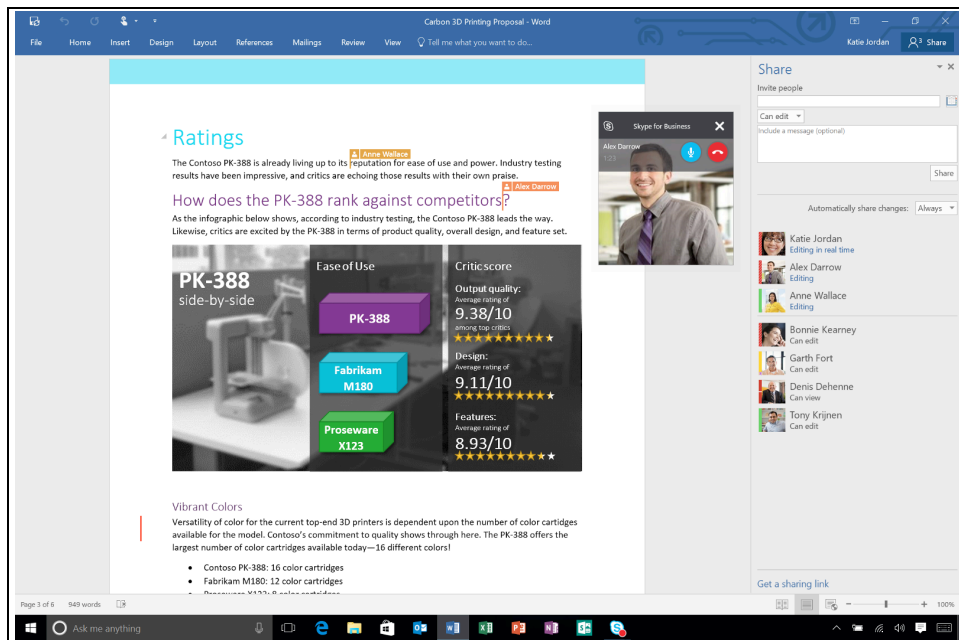 Carbon 3D Printing Proposal - Word
File Home Insert Design Layout References Mailings Review View Tell me what you want to do... Katie Jordan 3 Share
Ratings
Anne Wallace
The Contoso PK-388 is already living up to its reputation for ease of use and power. Industry testing
results have been impressive, and critics are echoing those results with their own praise.
Alex Darrow
How does the PK-388 rank against competitors?
As the infographic below shows, according to industry testing, the Contoso PK-388 leads the way.
Likewise, critics are excited by the PK-388 in terms of product quality, overall design, and feature set.
PK-388
side-by-side
Ease of Use
PK-388
Fabrikam
M180
Proseware
X123
Critic score
Output quality:
Average rating of
9.38/10
among top critics
Design:
Average rating of
9.11/10
Features:
Average rating of
8.93/10
Vibrant Colors
Versatility of color for the current top-end 3D printers is dependent upon the number of color cartidges
available for the model. Contoso's commitment to quality shows through here. The PK-388 offers the
largest number of color cartridges available today—16 different colors!
• Contoso PK-388: 16 color cartridges
• Fabrikam M180: 12 color cartridges
• Proseware X123: 8 color cartridges
Skype for Business
Alex Darrow
1:23
Share
Invite people
Can edit
Include a message (optional)
Share
Automatically share changes: Always
Katie Jordan
Editing in real time
Alex Darrow
Editing
Anne Wallace
Editing
Bonnie Kearney
Can edit
Garth Fort
Can edit
Denis Dehenne
Can view
Tony Krijnen
Can edit
Get a sharing link
Page 3 of 6 949 words 100%
Ask me anything